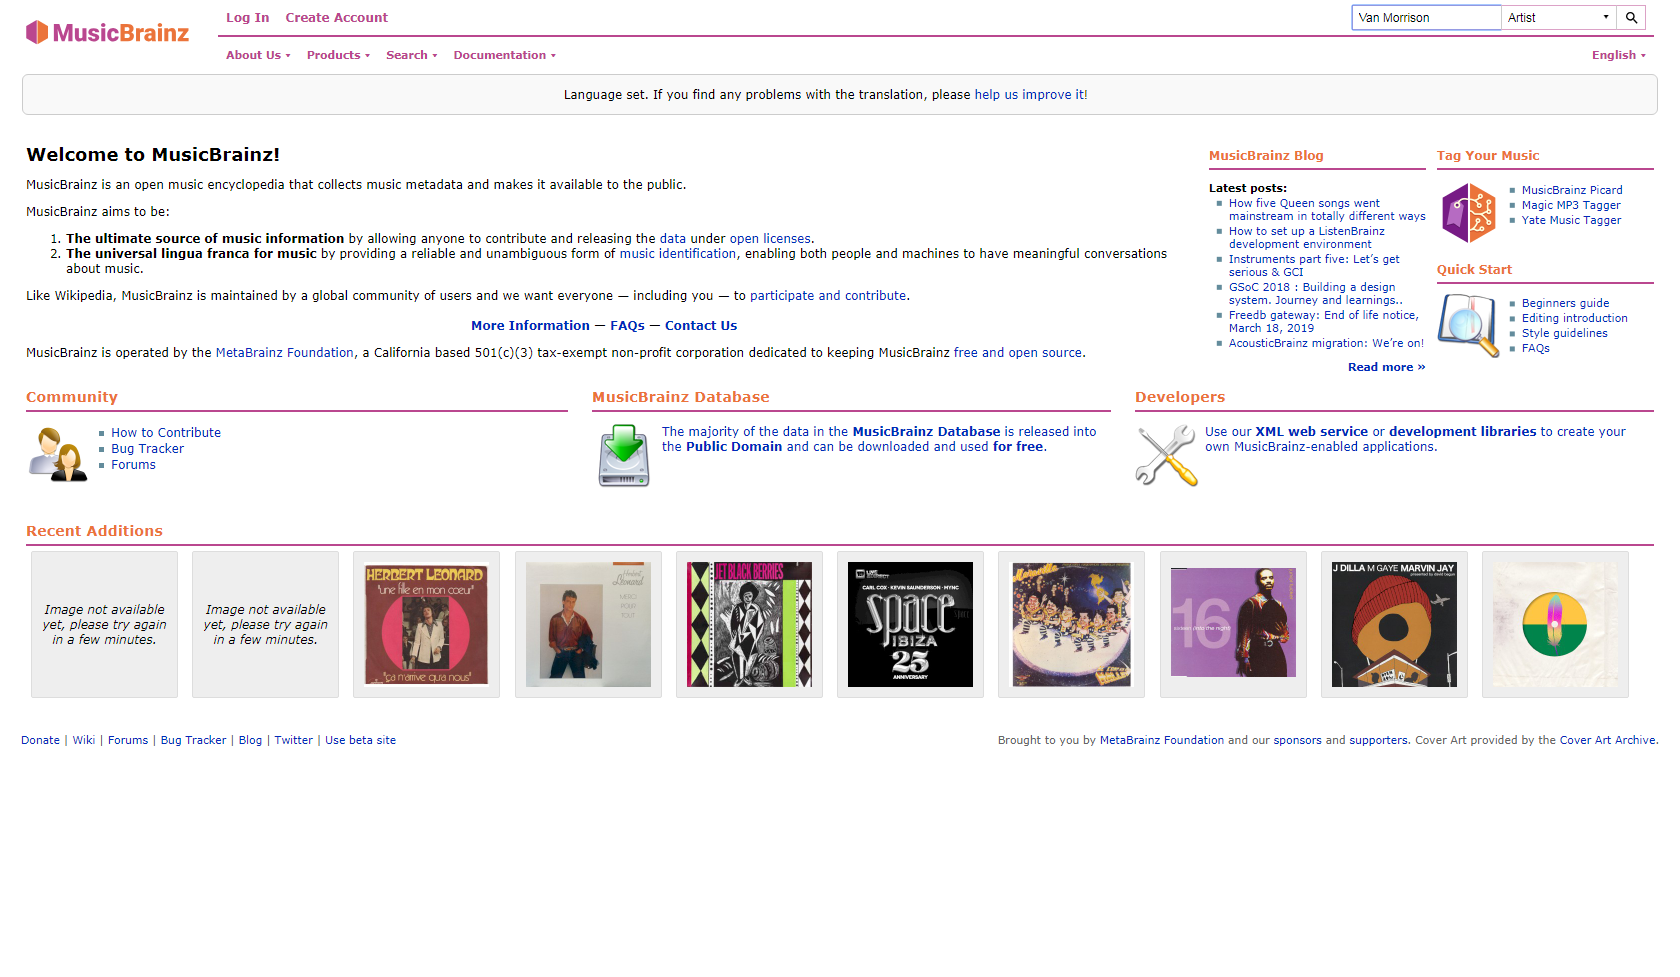 MusicBrainz
Log In Create Account
Van Morrison Artist
About Us Products Search Documentation
English
Language set. If you find any problems with the translation, please help us improve it!
Welcome to MusicBrainz!
MusicBrainz is an open music encyclopedia that collects music metadata and makes it available to the public.
MusicBrainz aims to be:
1. The ultimate source of music information by allowing anyone to contribute and releasing the data under open licenses.
2. The universal lingua franca for music by providing a reliable and unambiguous form of music identification, enabling both people and machines to have meaningful conversations
about music.
Like Wikipedia, MusicBrainz is maintained by a global community of users and we want everyone — including you — to participate and contribute.
More Information — FAQs — Contact Us
MusicBrainz is operated by the MetaBrainz Foundation, a California based 501(c)(3) tax-exempt non-profit corporation dedicated to keeping MusicBrainz free and open source.
MusicBrainz Blog
Latest posts:
How five Queen songs went
mainstream in totally different ways
How to set up a ListenBrainz
development environment
Instruments part five: Let's get
serious & GCI
GSoC 2018 : Building a design
system. Journey and learnings..
Freedb gateway: End of life notice,
March 18, 2019
AcousticBrainz migration: We're on!
Read more »
Tag Your Music
MusicBrainz Picard
Magic MP3 Tagger
Yate Music Tagger
Quick Start
Beginners guide
Editing introduction
Style guidelines
FAQs
Community
How to Contribute
Bug Tracker
Forums
MusicBrainz Database
The majority of the data in the MusicBrainz Database is released into
the Public Domain and can be downloaded and used for free.
Developers
Use our XML web service or development libraries to create your
own MusicBrainz-enabled applications.
Recent Additions
Image not available
yet, please try again
in a few minutes.
Image not available
yet, please try again
in a few minutes.
HERBERT LEONARD
"une fille en mon cœur"
"ça n'arrive qu'a nous"
Herbert
Léonard
MERCI
POUR
TOUT
JET BLACK BERRIES
CARL COX · KEVIN SAUNDERSON · MYNC
space
IBIZA
25
ANNIVERSARY
16
J DILLA M GAYE MARVIN JAY
Donate | Wiki | Forums | Bug Tracker | Blog | Twitter | Use beta site
Brought to you by MetaBrainz Foundation and our sponsors and supporters. Cover Art provided by the Cover Art Archive.